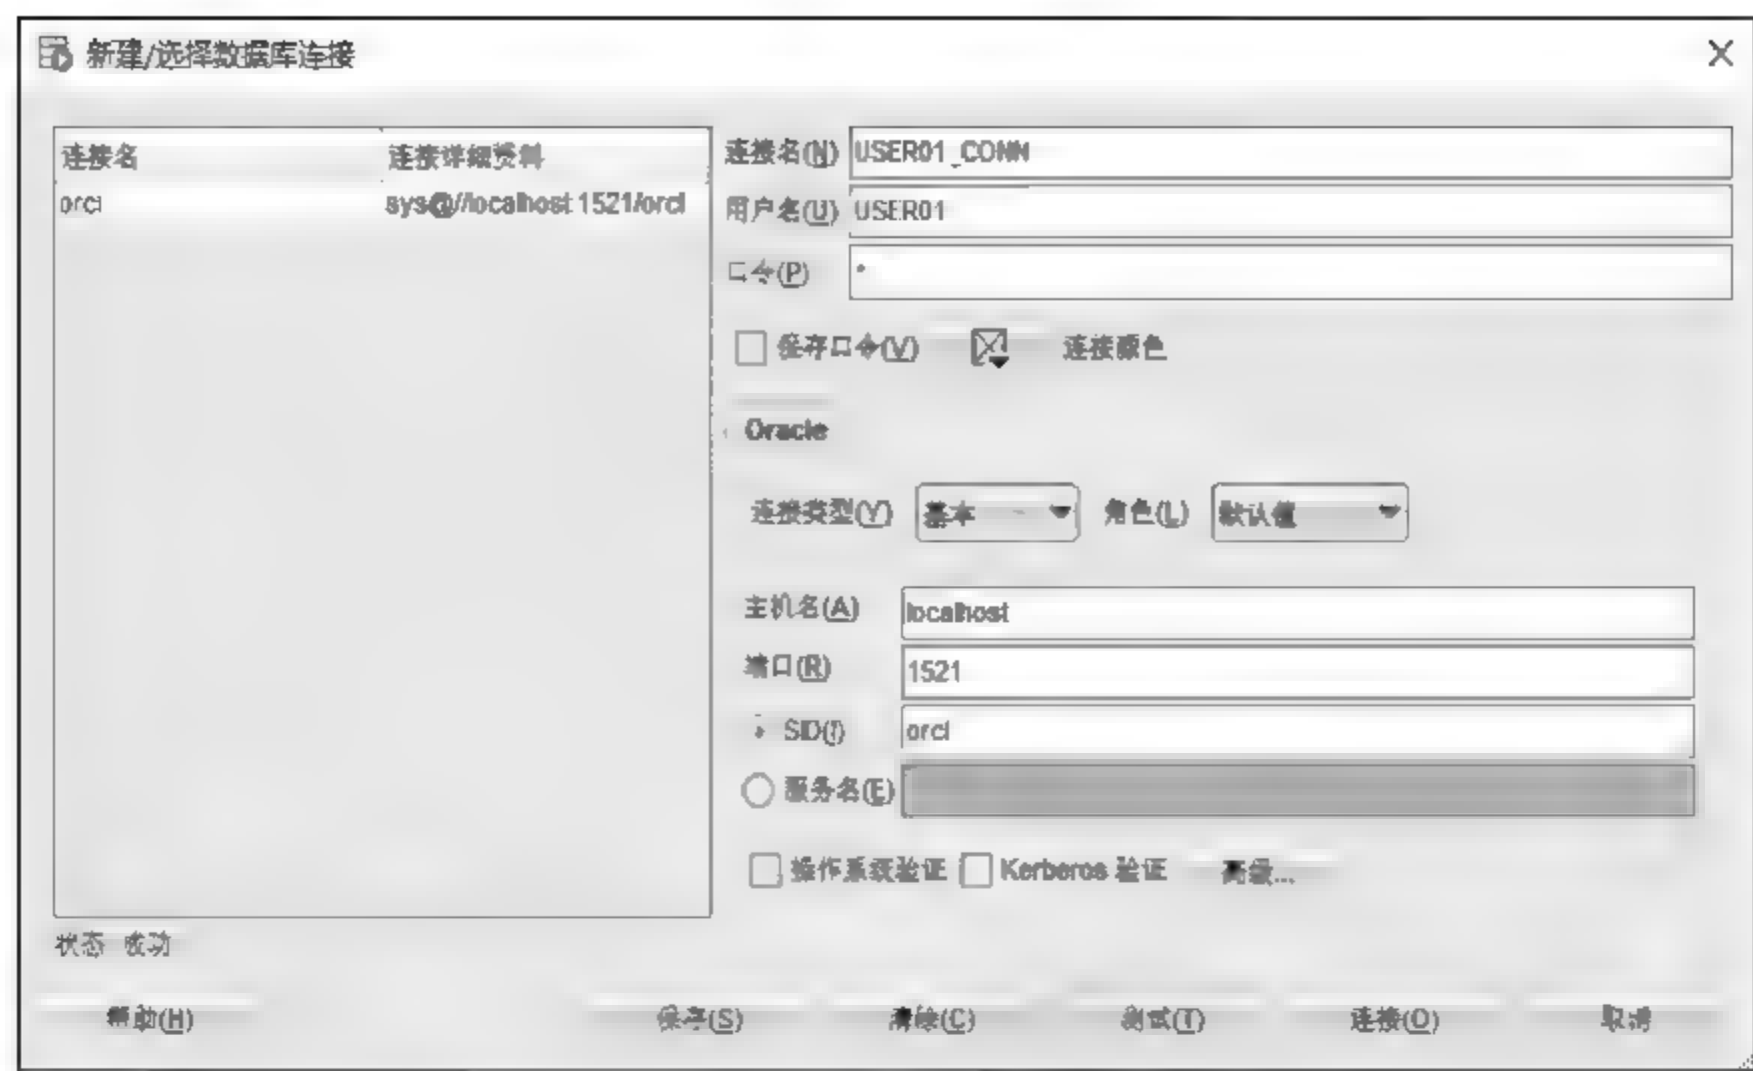 新建/选择数据库连接
连接名 连接详细资料
orcl sys@//localhost:1521/orcl
连接名(N) USER01_CONN
用户名(U) USER01
口令(P) •
保存口令(V) 连接颜色
Oracle
连接类型(Y) 基本 角色(L) 默认值
主机名(A) localhost
端口(R) 1521
SID(I) orcl
服务名(E)
操作系统验证 Kerberos 验证 高级...
状态 成功
帮助(H) 保存(S) 清除(C) 测试(T) 连接(O) 取消